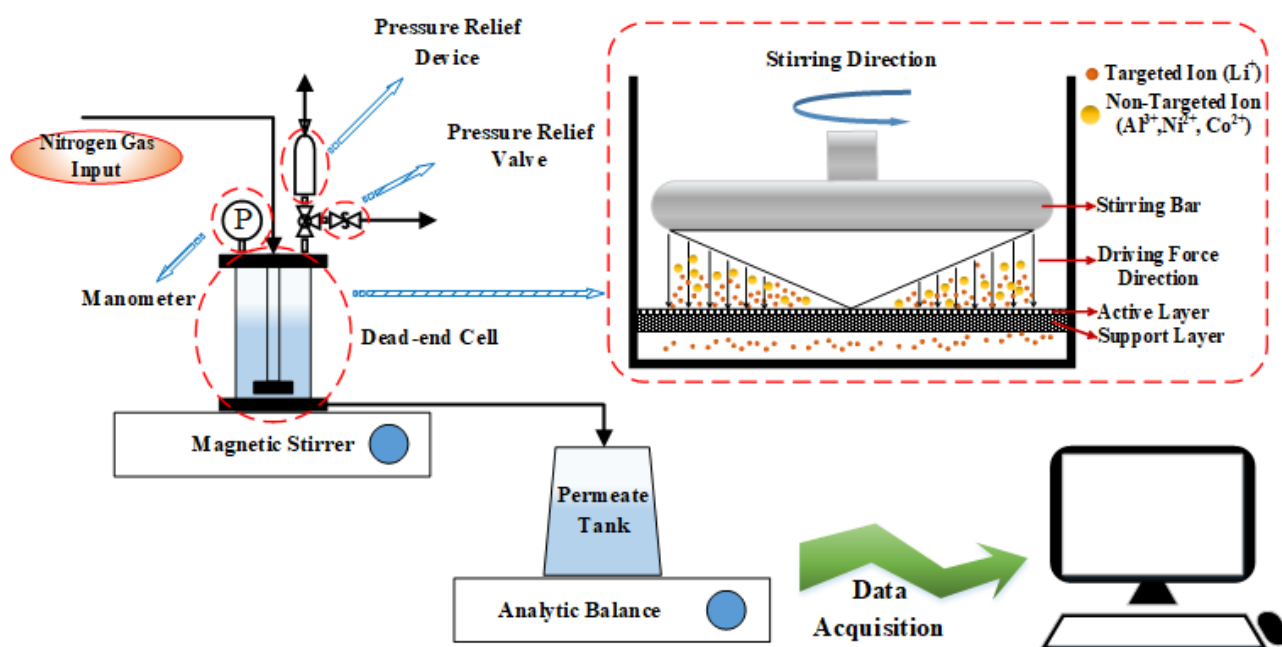 Pressure Relief
Device
Nitrogen Gas
Input
Pressure Relief
Valve
P
Manometer
Dead-end Cell
Magnetic Stirrer
Permeate
Tank
Analytic Balance
Data
Acquisition
Stirring Direction
Targeted Ion (Li⁺)
Non-Targeted Ion
(Al³⁺,Ni²⁺, Co²⁺)
Stirring Bar
Driving Force
Direction
Active Layer
Support Layer